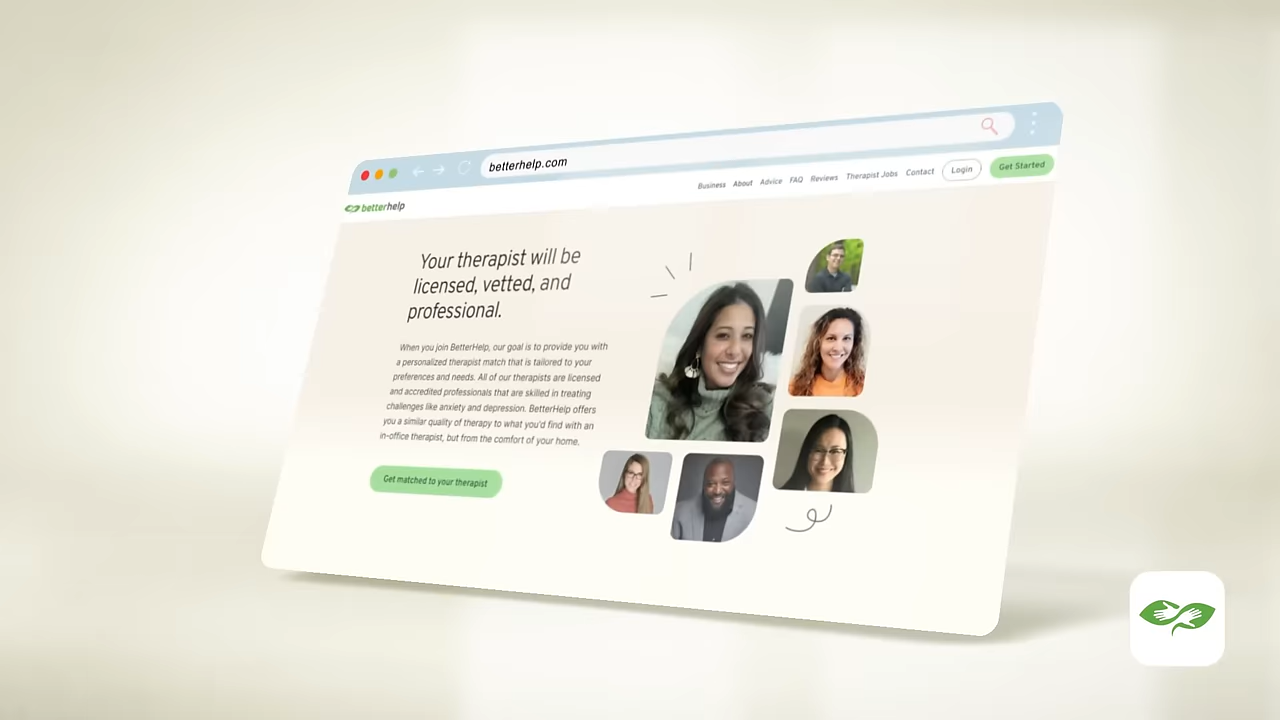 betterhelp.com
Business About Advice FAQ Reviews Therapist Jobs Contact Login Get Started
betterhelp
Your therapist will be
licensed, vetted, and
professional.
When you join BetterHelp, our goal is to provide you with
a personalized therapist match that is tailored to your
preferences and needs. All of our therapists are licensed
and accredited professionals that are skilled in treating
challenges like anxiety and depression. BetterHelp offers
you a similar quality of therapy to what you'd find with an
in-office therapist, but from the comfort of your home.
Get matched to your therapist